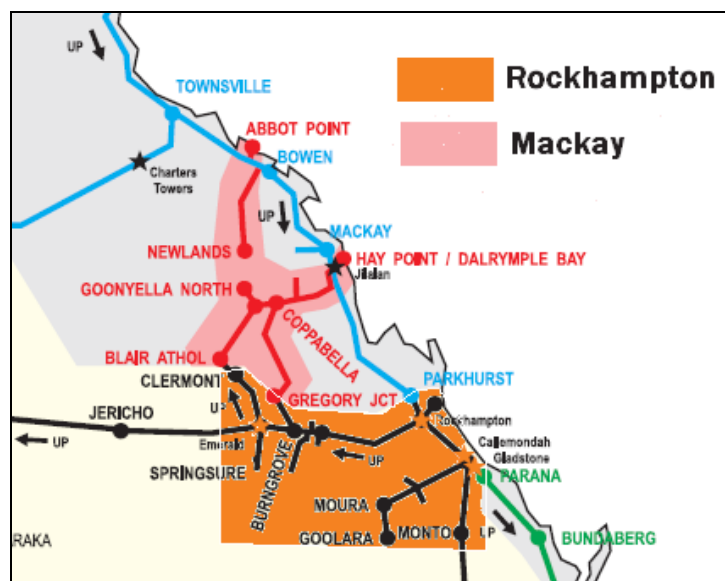 UP
TOWNSVILLE
Rockhampton
ABBOT POINT
Mackay
BOWEN
Charters
Towers
UP
MACKAY
NEWLANDS
HAY POINT / DALRYMPLE BAY
Jilalan
GOONYELLA NORTH
COPPABELLA
BLAIR ATHOL
CLERMONT
GREGORY JCT
PARKHURST
JERICHO
UP
Rockhampton
UP
Emerald
Callemondah
Gladstone
UP
SPRINGSURE
BURNGROVE
PARANA
MOURA
GOOLARA
MONTO
UP
BUNDABERG
ARAKA